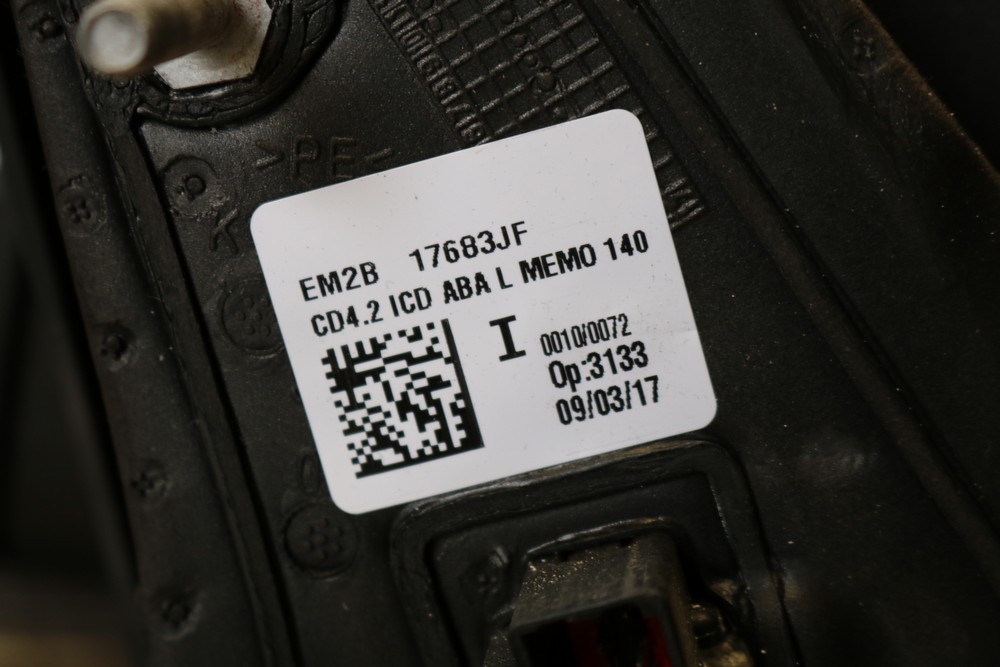 >PE<
K
EM2B 17683JF
CD4.2 ICD ABA L MEMO 140
I
0010/0072
Op:3133
09/03/17